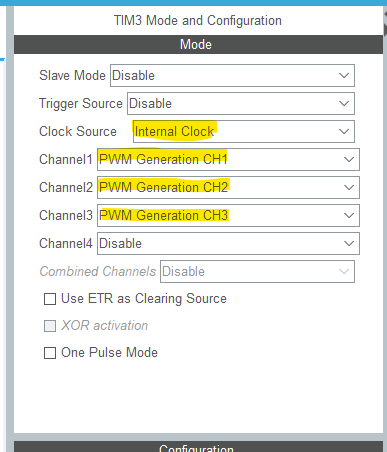 TIM3 Mode and Configuration
Mode
Slave Mode Disable
Trigger Source Disable
Clock Source Internal Clock
Channel1 PWM Generation CH1
Channel2 PWM Generation CH2
Channel3 PWM Generation CH3
Channel4 Disable
Combined Channels Disable
Use ETR as Clearing Source
XOR activation
One Pulse Mode
Configuration